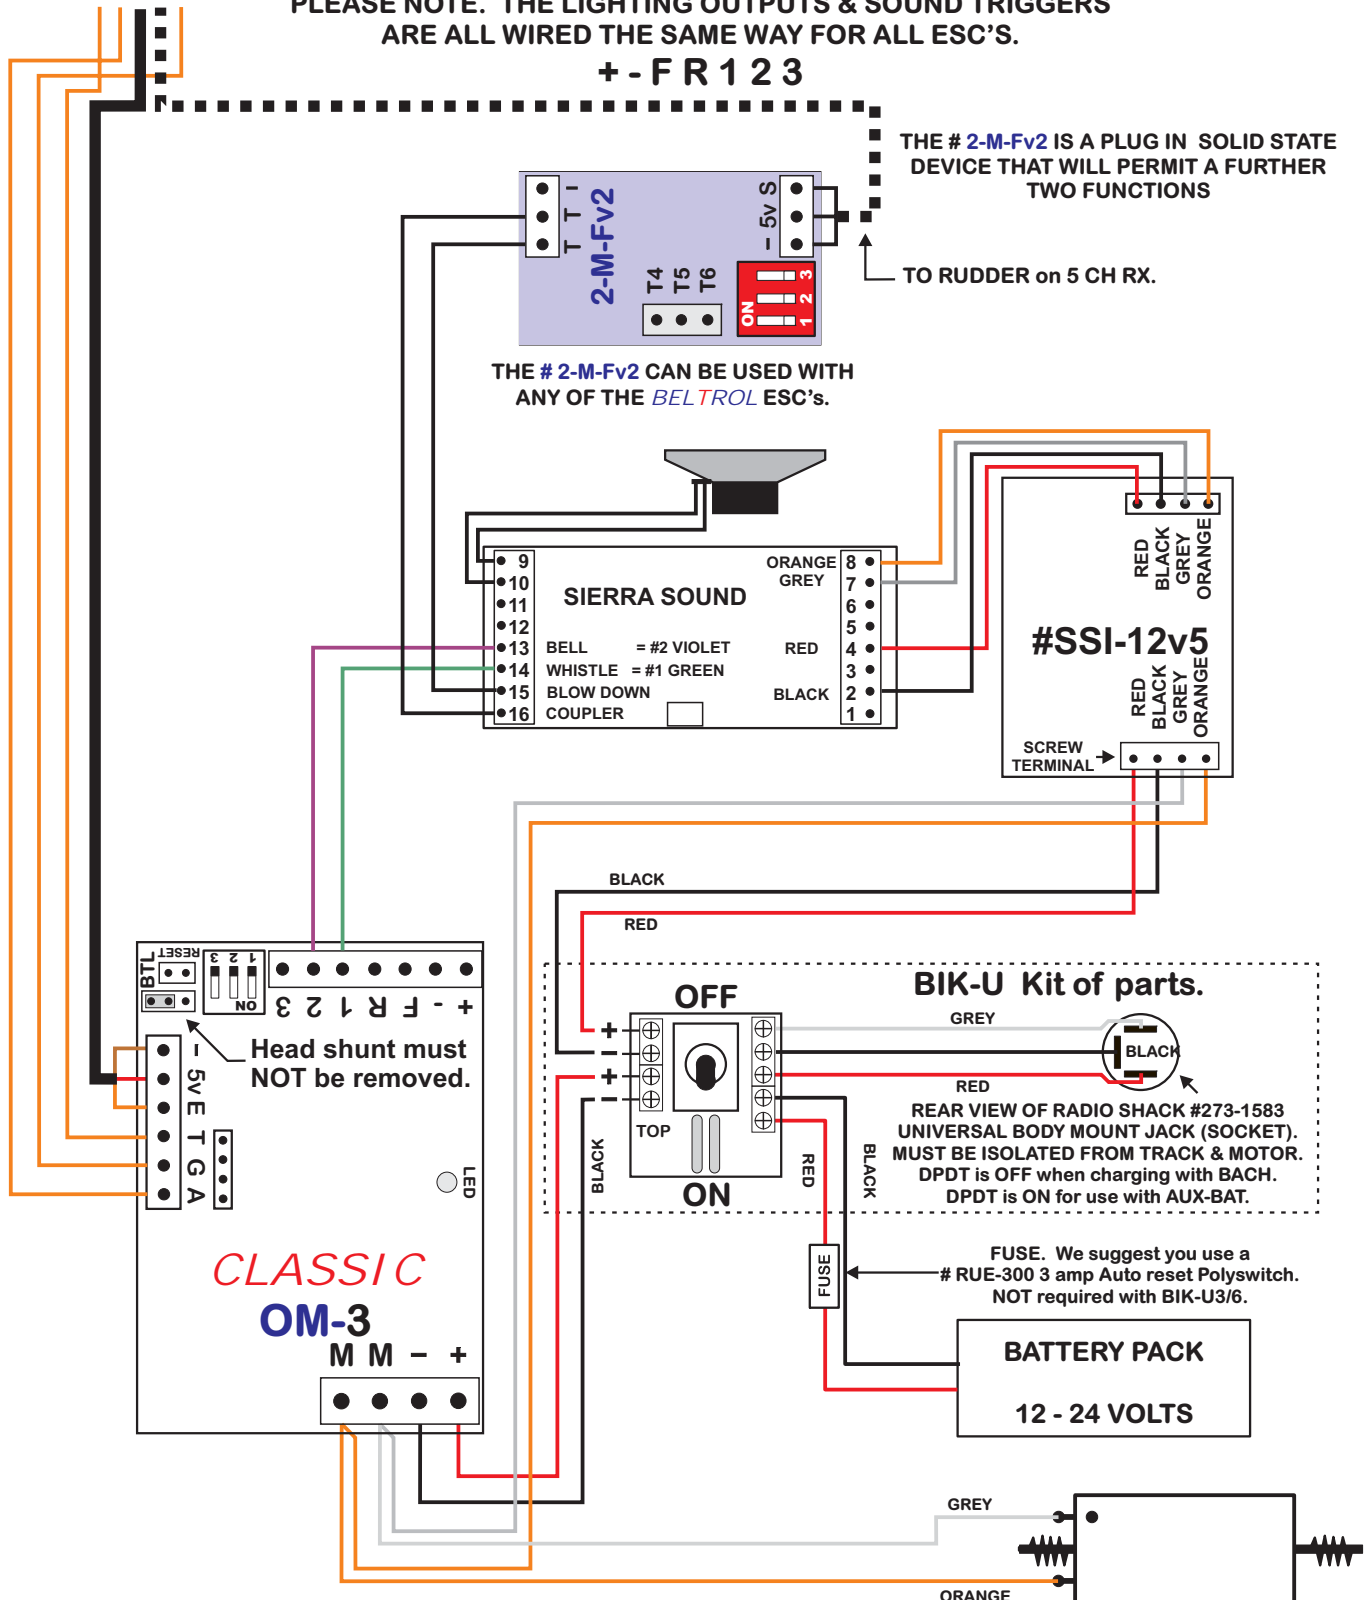 PLEASE NOTE. THE LIGHTING OUTPUTS & SOUND TRIGGERS
ARE ALL WIRED THE SAME WAY FOR ALL ESC'S.
+ - F R 1 2 3
THE # 2-M-Fv2 IS A PLUG IN SOLID STATE
DEVICE THAT WILL PERMIT A FURTHER
TWO FUNCTIONS
T T -
2-M-Fv2
- 5v S
T4
T5
T6
ON
1 2 3
TO RUDDER on 5 CH RX.
THE # 2-M-Fv2 CAN BE USED WITH
ANY OF THE BELTROL ESC's.
9
10
11
12
13 BELL = #2 VIOLET
14 WHISTLE = #1 GREEN
15 BLOW DOWN
16 COUPLER
SIERRA SOUND
ORANGE 8
GREY 7
6
5
RED 4
3
BLACK 2
1
RED
BLACK
GREY
ORANGE
#SSI-12v5
RED
BLACK
GREY
ORANGE
SCREW
TERMINAL
BLACK
RED
BTL
RESET
1 2 3
ON
+ - F R 1 2 3
Head shunt must
NOT be removed.
- 5v E T G A
LED
CLASSIC
OM-3
M M - +
BIK-U Kit of parts.
OFF
+
-
+
-
TOP
ON
GREY
BLACK
RED
BLACK
RED
BLACK
REAR VIEW OF RADIO SHACK #273-1583
UNIVERSAL BODY MOUNT JACK (SOCKET).
MUST BE ISOLATED FROM TRACK & MOTOR.
DPDT is OFF when charging with BACH.
DPDT is ON for use with AUX-BAT.
FUSE
FUSE. We suggest you use a
# RUE-300 3 amp Auto reset Polyswitch.
NOT required with BIK-U3/6.
BATTERY PACK
12 - 24 VOLTS
GREY
ORANGE